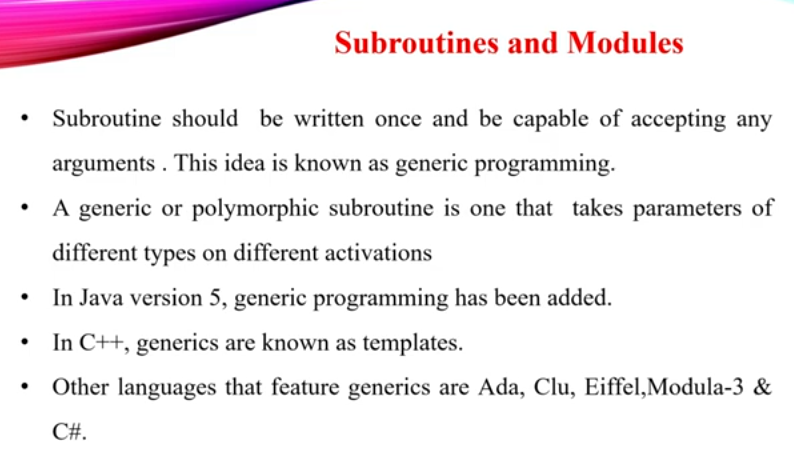 Subroutines and Modules
• Subroutine should be written once and be capable of accepting any
arguments . This idea is known as generic programming.
• A generic or polymorphic subroutine is one that takes parameters of
different types on different activations
• In Java version 5, generic programming has been added.
• In C++, generics are known as templates.
• Other languages that feature generics are Ada, Clu, Eiffel,Modula-3 &
C#.